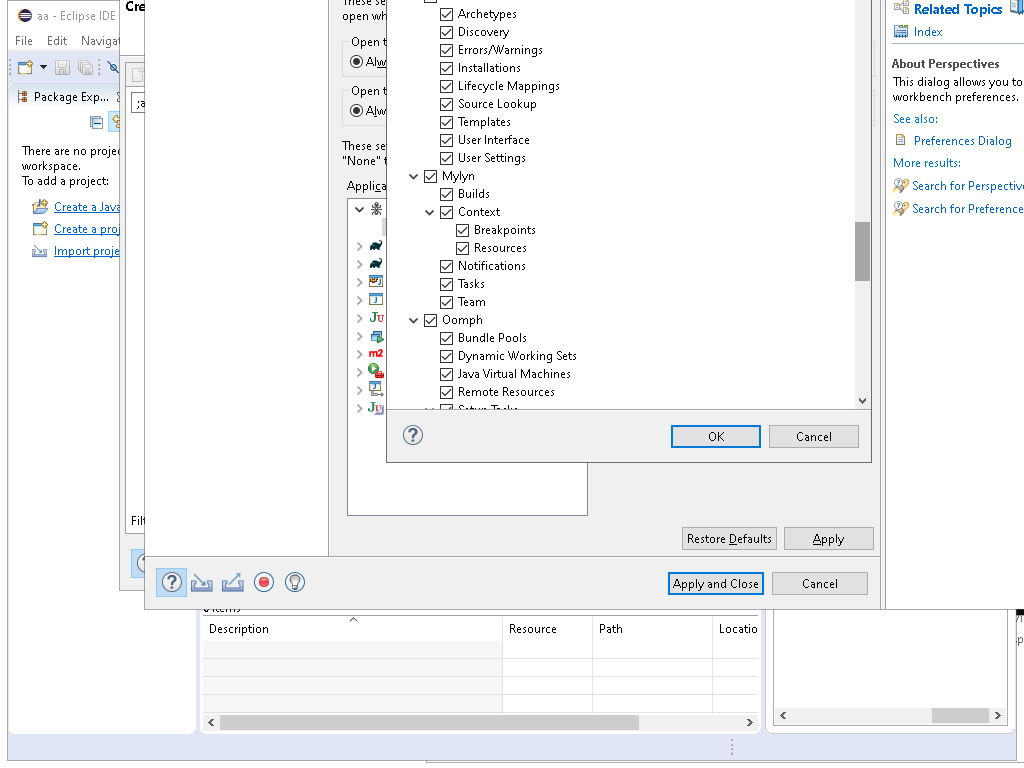 aa - Eclipse IDE
File Edit Navigat
Package Exp...
There are no proje
workspace.
To add a project:
Create a Java
Create a proj
Import proje
Cre
;a
Filt
open wh
Open t
Alw
Open t
Alw
These se
"None" t
Applica
Ju
m2
Ju
Archetypes
Discovery
Errors/Warnings
Installations
Lifecycle Mappings
Source Lookup
Templates
User Interface
User Settings
Mylyn
Builds
Context
Breakpoints
Resources
Notifications
Tasks
Team
Oomph
Bundle Pools
Dynamic Working Sets
Java Virtual Machines
Remote Resources
Setup Tasks
OK Cancel
Restore Defaults Apply
Apply and Close Cancel
Related Topics
Index
About Perspectives
This dialog allows you to
workbench preferences.
See also:
Preferences Dialog
More results:
Search for Perspective
Search for Preference
items
Description Resource Path Locatio